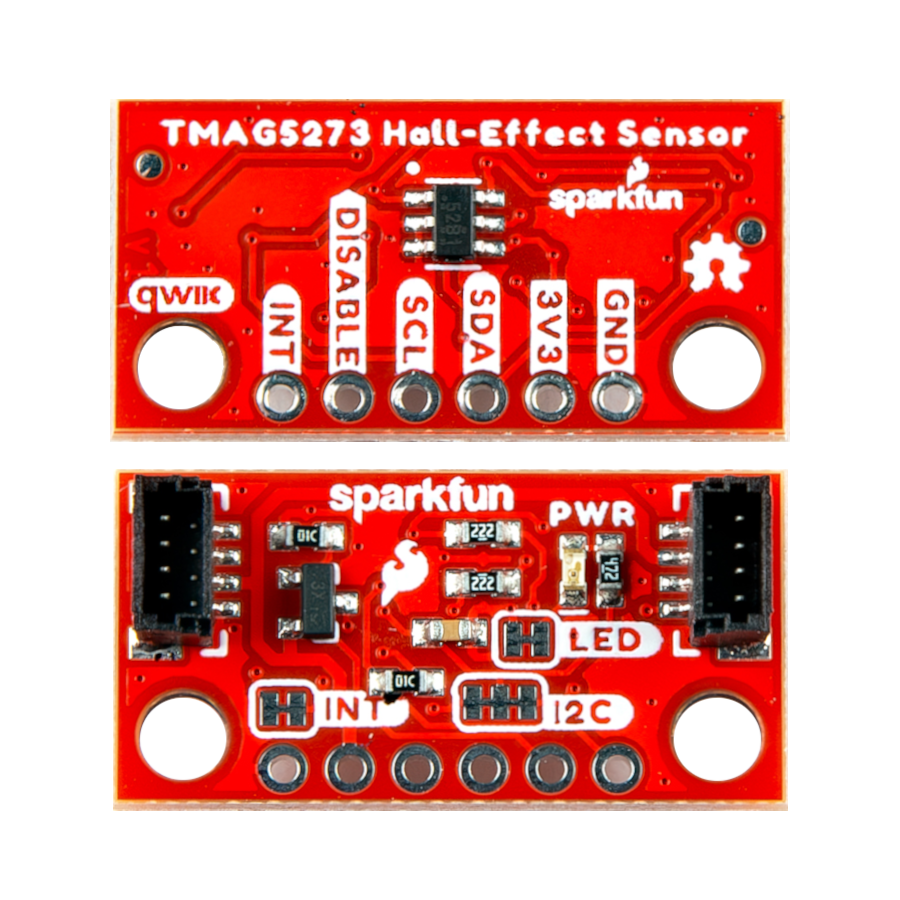 TMAG5273 Hall-Effect Sensor
sparkfun
qwiic
INT
DISABLE
SCL
SDA
3V3
GND
sparkfun
PWR
01C
222
222
472
LED
01C
INT
I2C